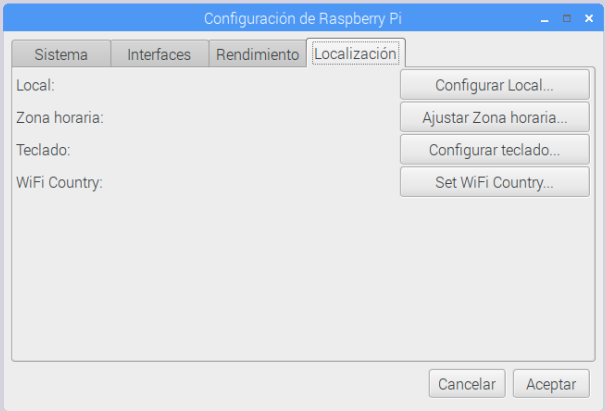 Configuración de Raspberry Pi
Sistema Interfaces Rendimiento Localización
Local: Configurar Local...
Zona horaria: Ajustar Zona horaria...
Teclado: Configurar teclado...
WiFi Country: Set WiFi Country...
Cancelar Aceptar